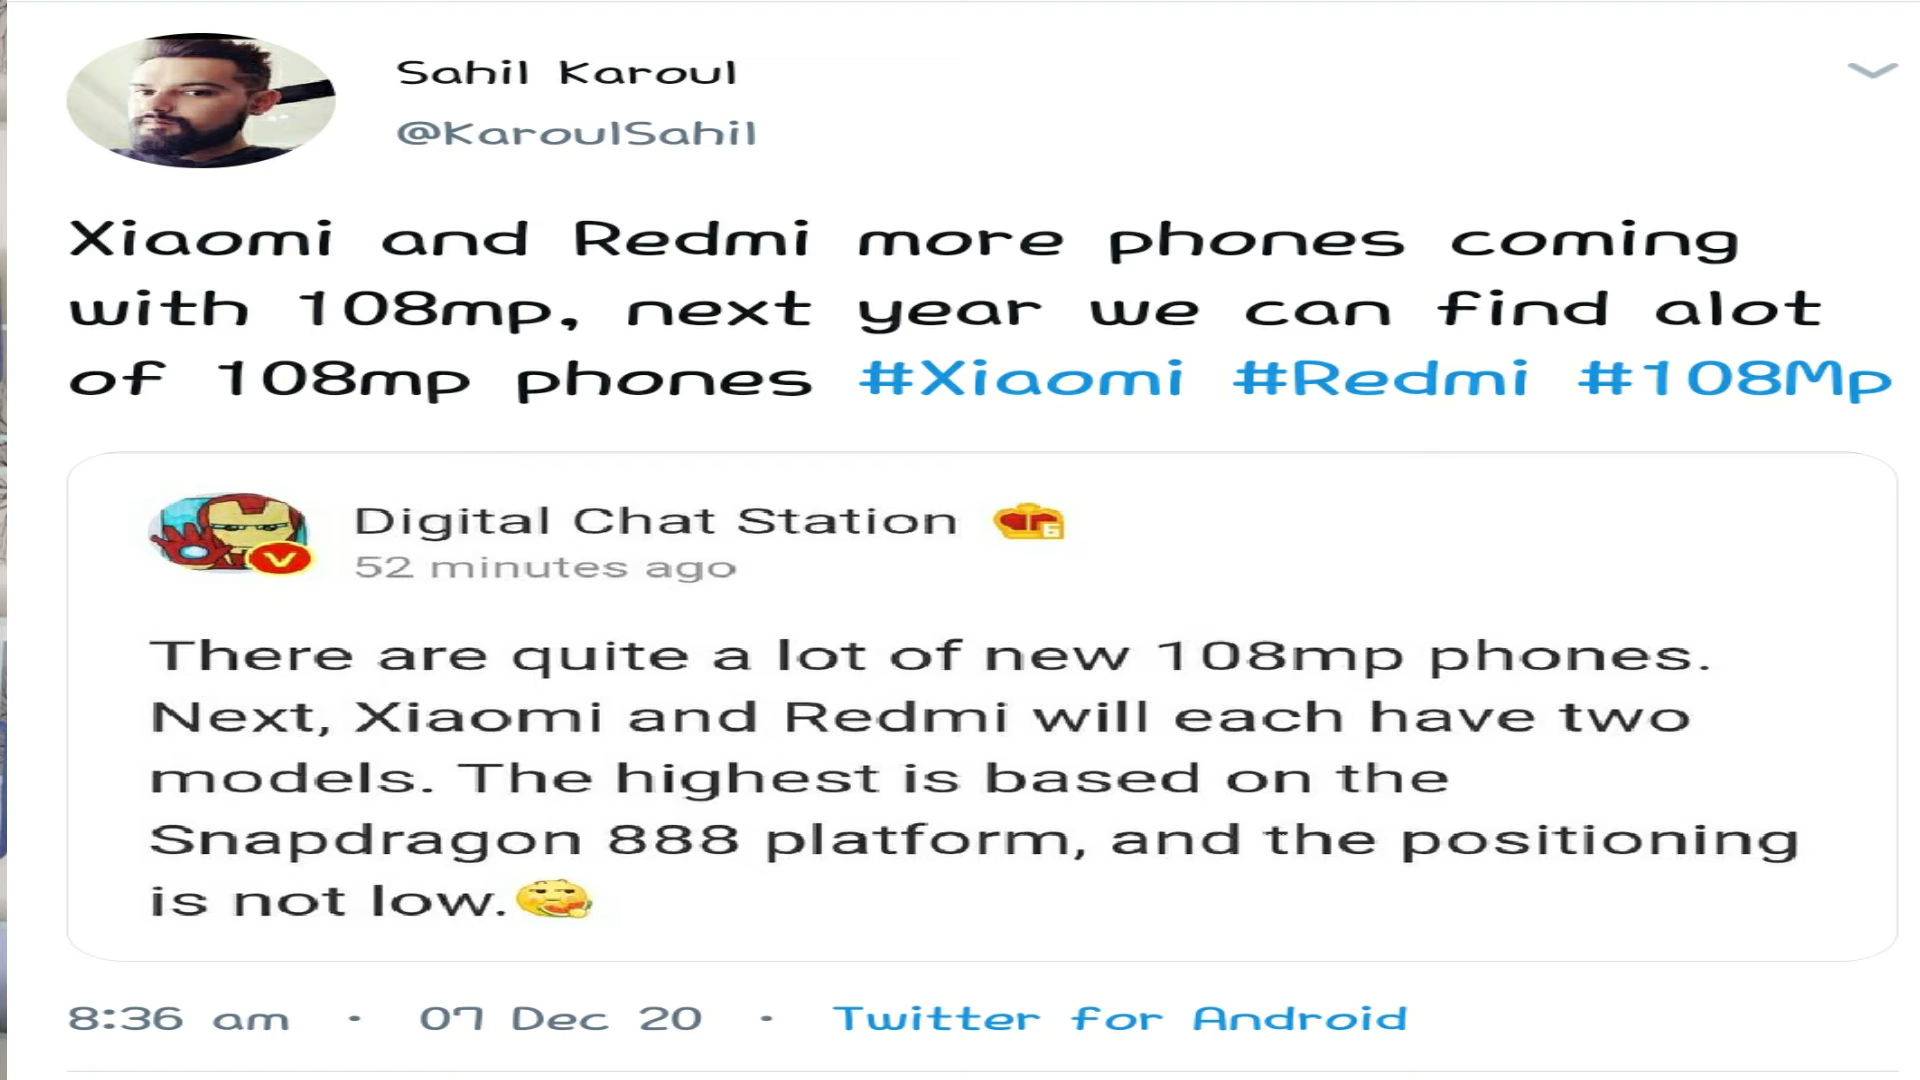 Sahil Karoul
@KaroulSahil
Xiaomi and Redmi more phones coming
with 108mp, next year we can find alot
of 108mp phones #Xiaomi #Redmi #108Mp
Digital Chat Station
52 minutes ago
There are quite a lot of new 108mp phones.
Next, Xiaomi and Redmi will each have two
models. The highest is based on the
Snapdragon 888 platform, and the positioning
is not low.
8:36 am · 07 Dec 20 · Twitter for Android